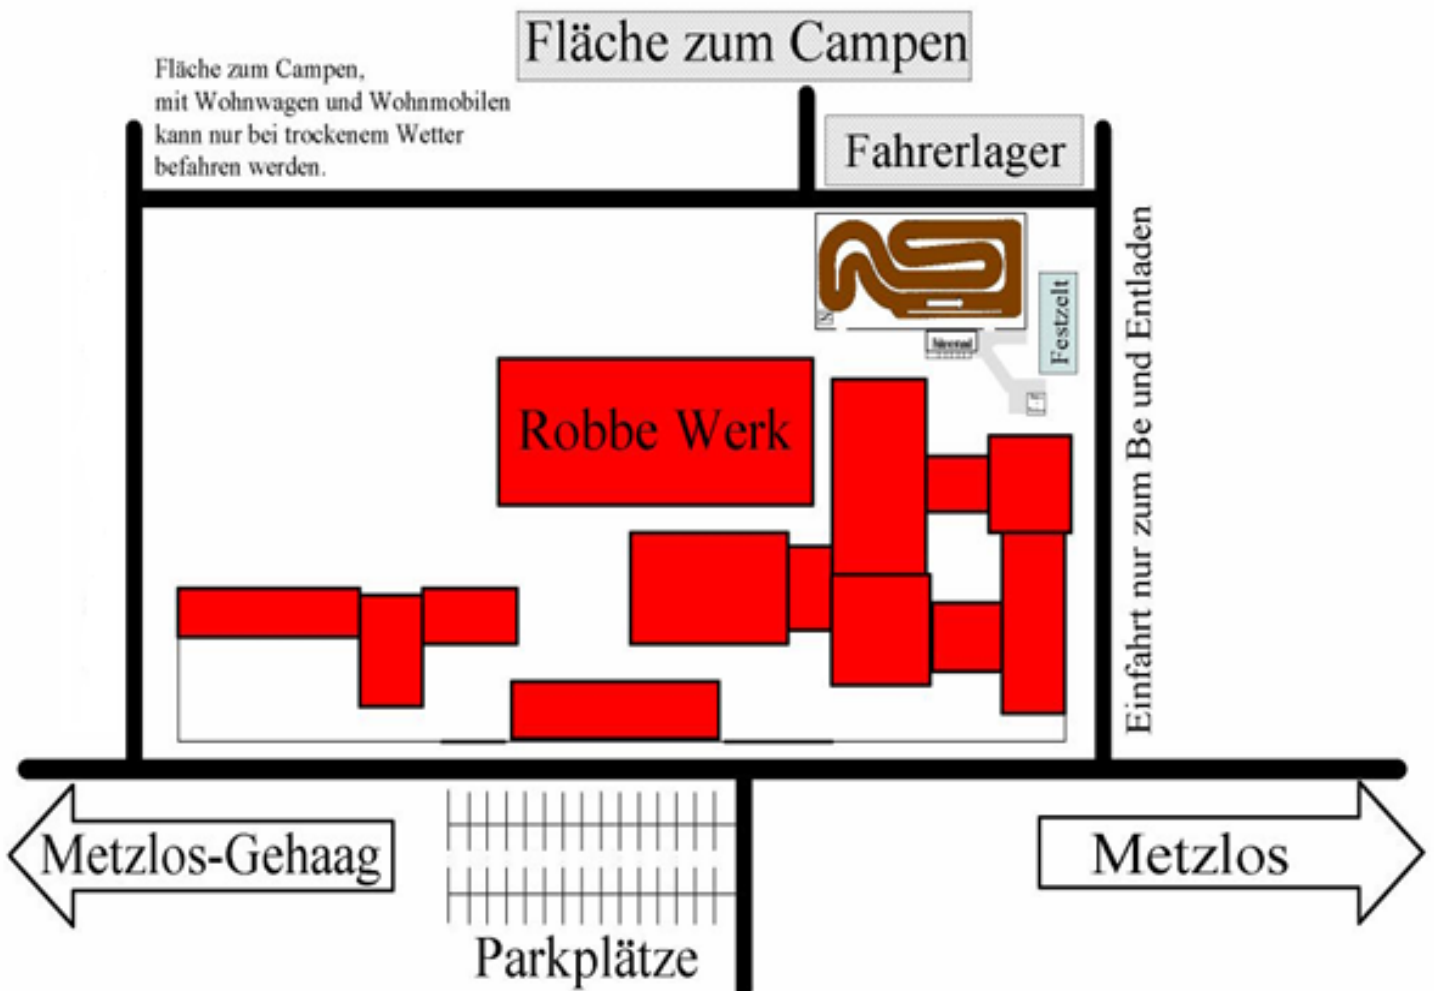 Fläche zum Campen
Fläche zum Campen,
mit Wohnwagen und Wohnmobilen
kann nur bei trockenem Wetter
befahren werden.
Fahrerlager
Festzelt
Einfahrt nur zum Be und Entladen
Robbe Werk
Metzlos-Gehaag
Metzlos
Parkplätze